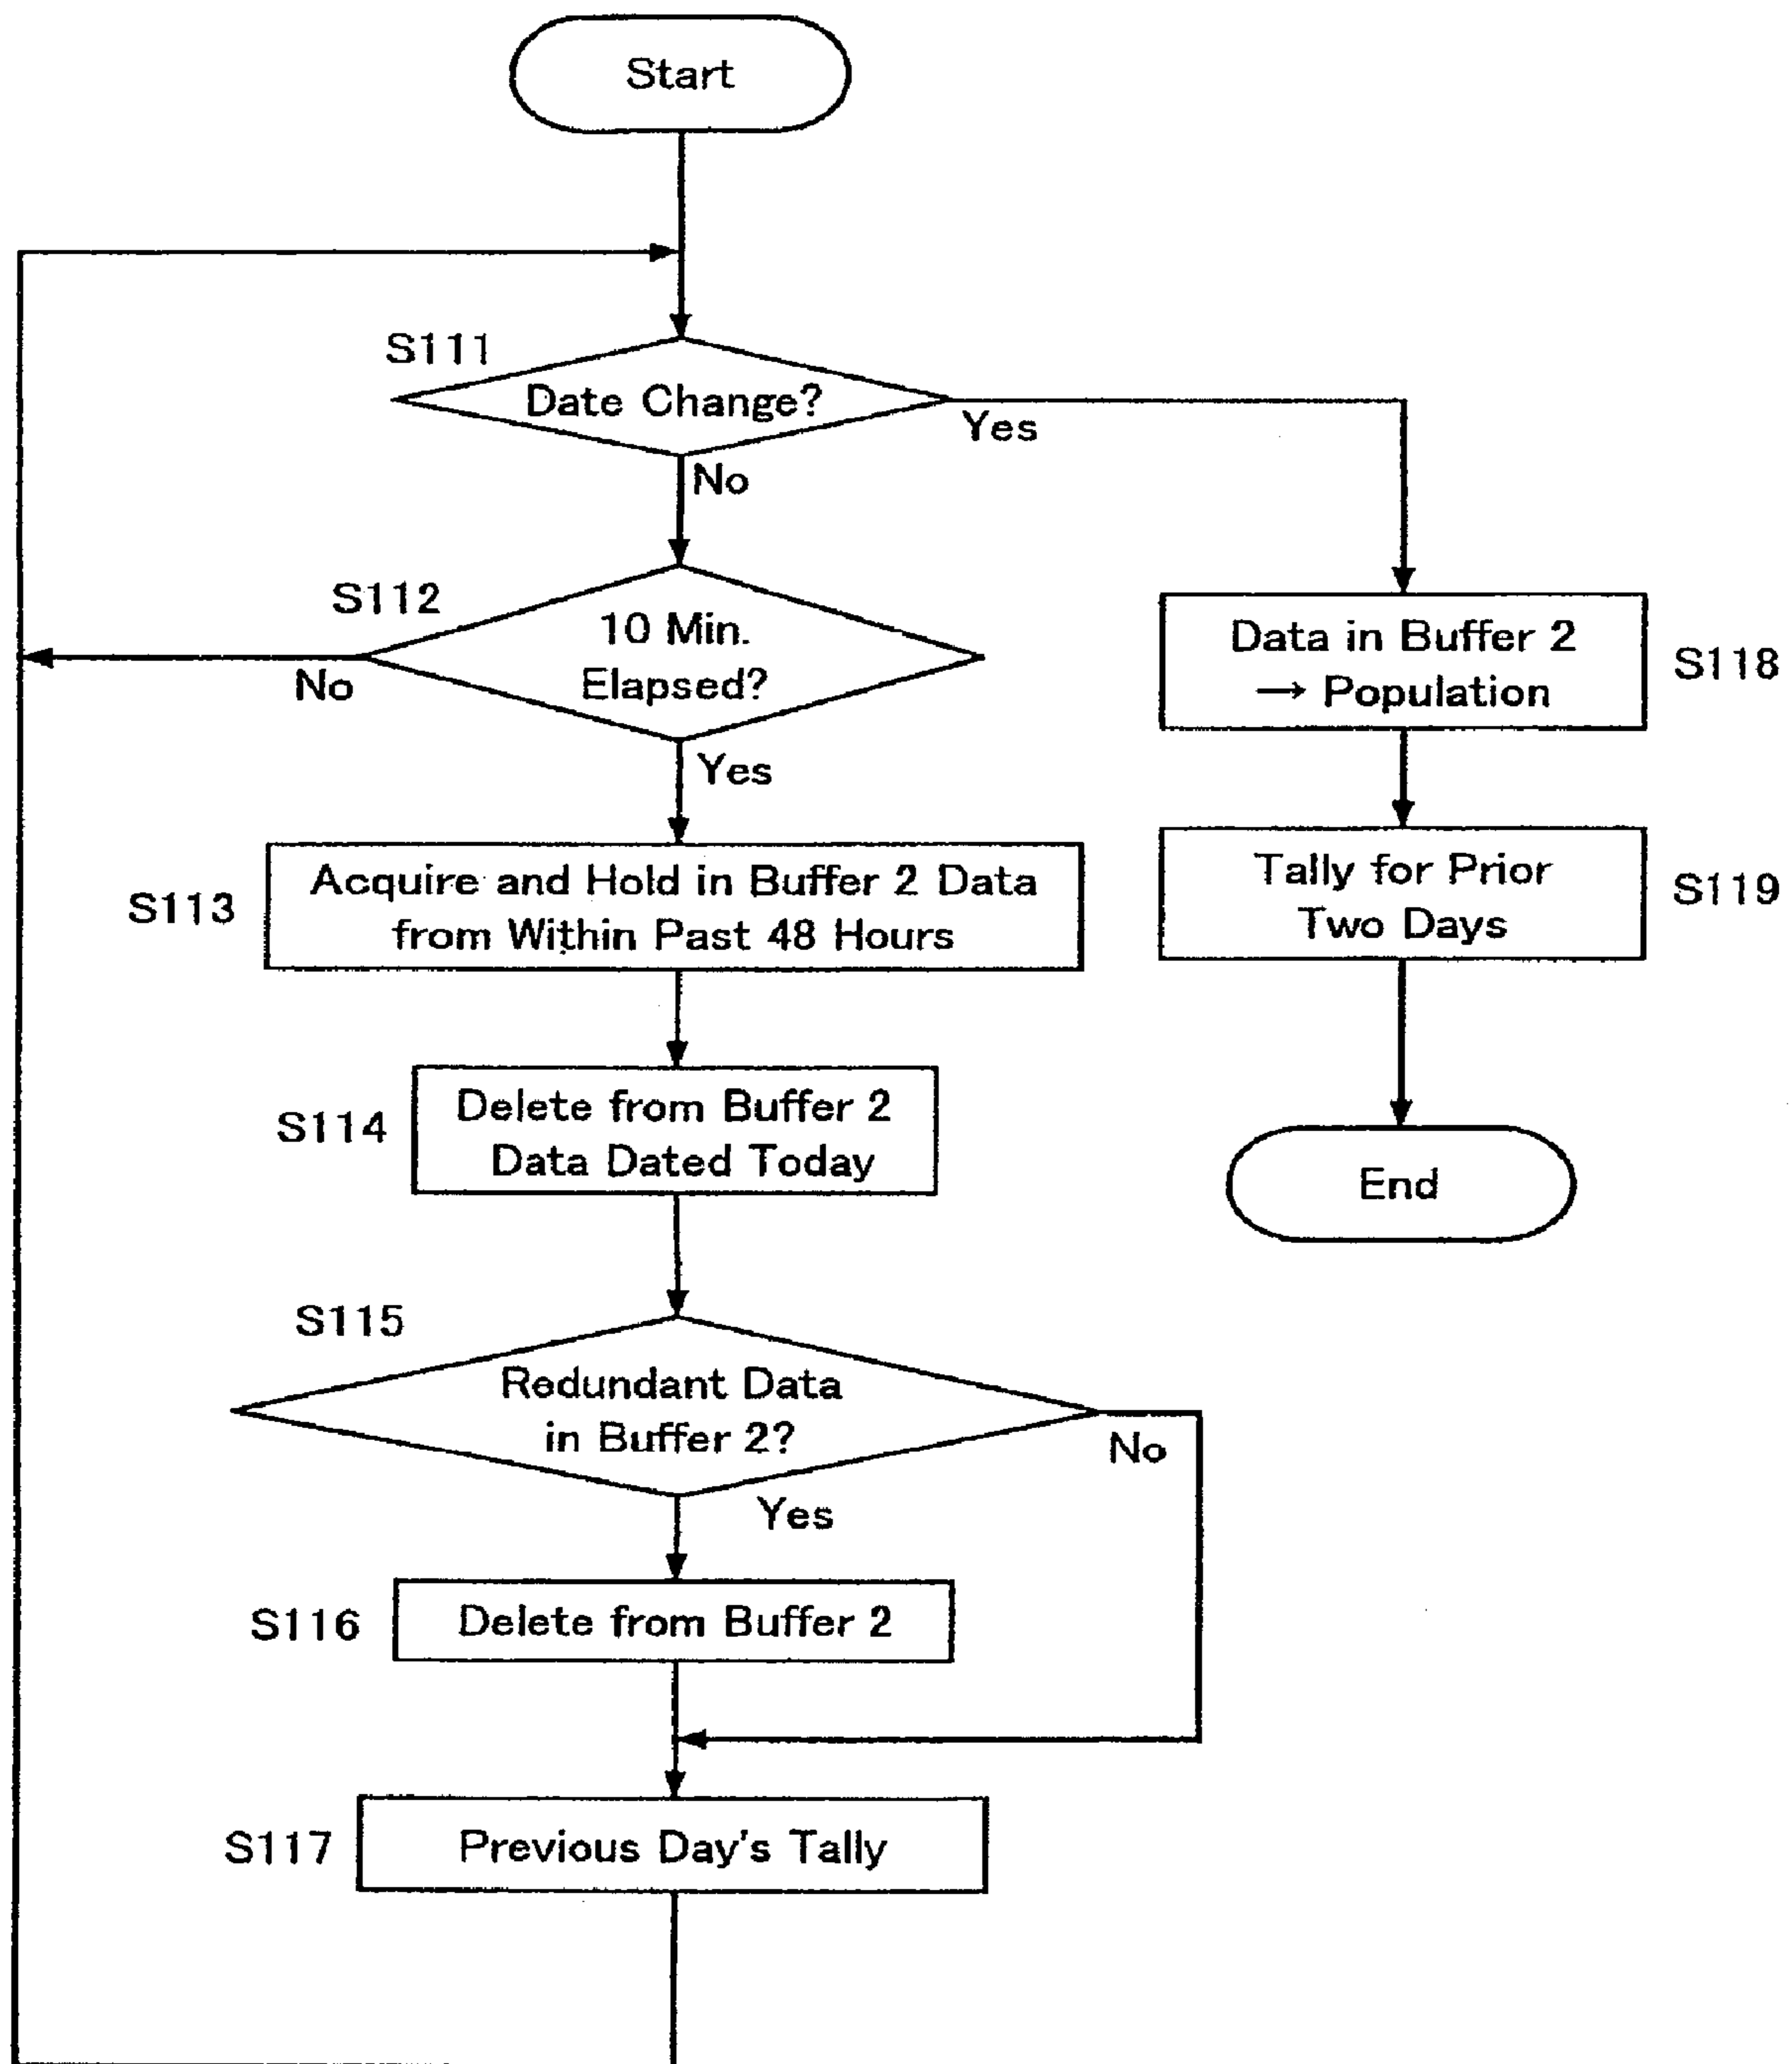 Start
S111
Date Change?
Yes
No
S112
10 Min.
Elapsed?
No
Yes
Data in Buffer 2
→ Population
S118
S113
Acquire and Hold in Buffer 2 Data
from Within Past 48 Hours
Tally for Prior
Two Days
S119
S114
Delete from Buffer 2
Data Dated Today
End
S115
Redundant Data
in Buffer 2?
No
Yes
S116
Delete from Buffer 2
S117
Previous Day's Tally